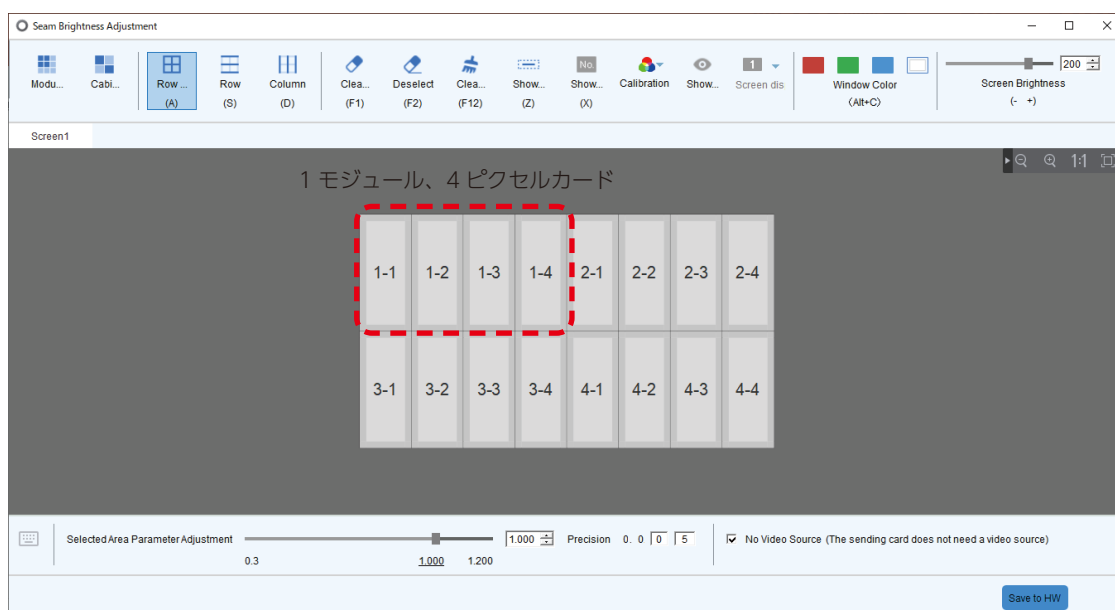 Seam Brightness Adjustment
Modu... Cabi... Row ... Row Column Clea... Deselect Clea... Show... Show... Calibration Show... Screen dis Window Color Screen Brightness
(A) (S) (D) (F1) (F2) (F12) (Z) (X) (Alt+C) (- +)
No. 1 200
Screen1
1:1
1 モジュール、4 ピクセルカード
1-1 1-2 1-3 1-4 2-1 2-2 2-3 2-4
3-1 3-2 3-3 3-4 4-1 4-2 4-3 4-4
Selected Area Parameter Adjustment 1.000 Precision 0. 0 0 5 No Video Source (The sending card does not need a video source)
0.3 1.000 1.200
Save to HW